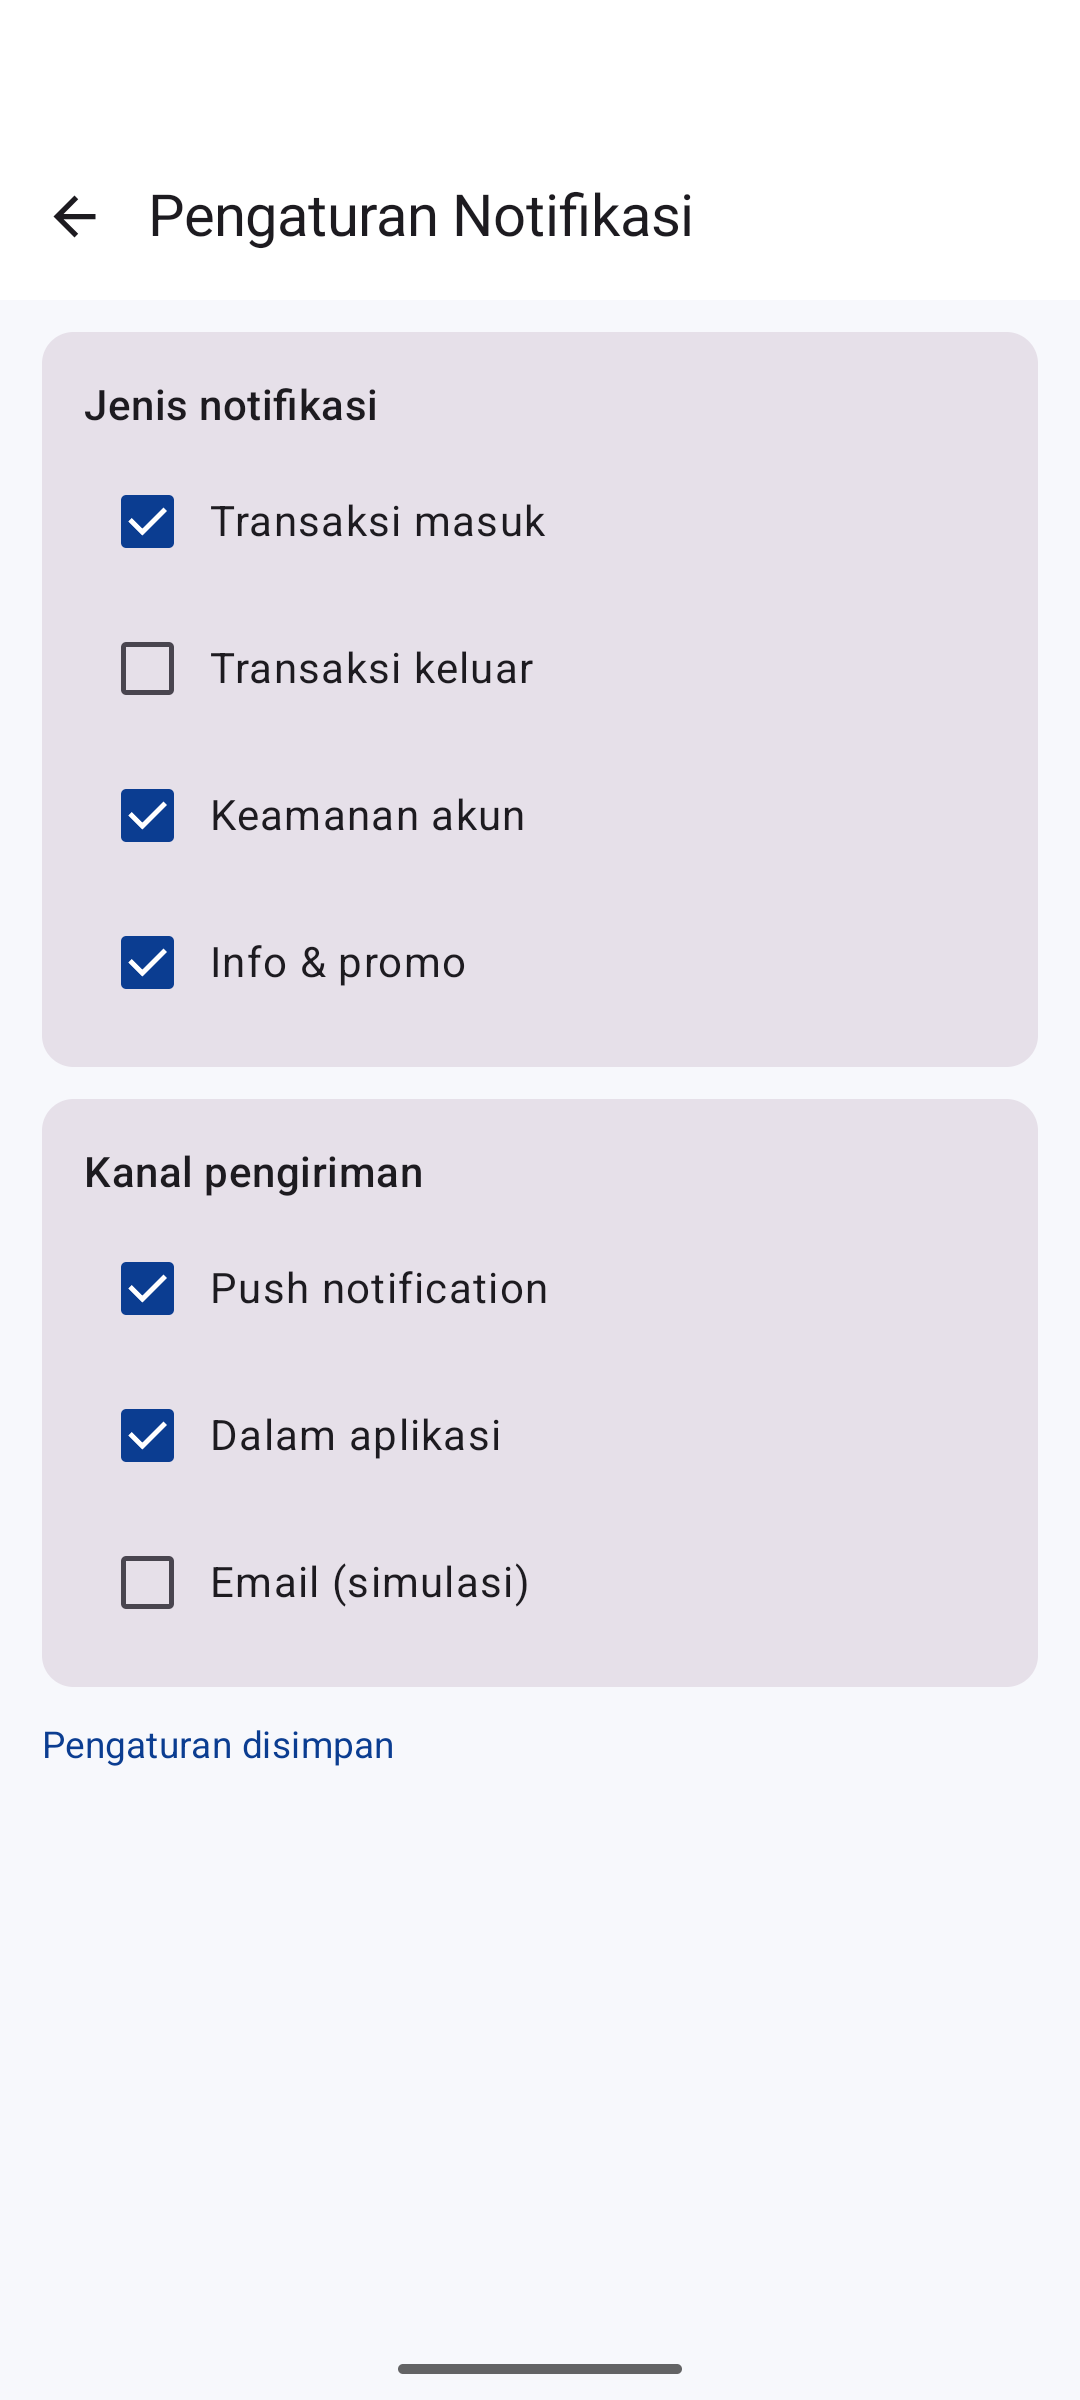 Pengaturan Notifikasi
Jenis notifikasi
Transaksi masuk
Transaksi keluar
Keamanan akun
Info & promo
Kanal pengiriman
Push notification
Dalam aplikasi
Email (simulasi)
Pengaturan disimpan